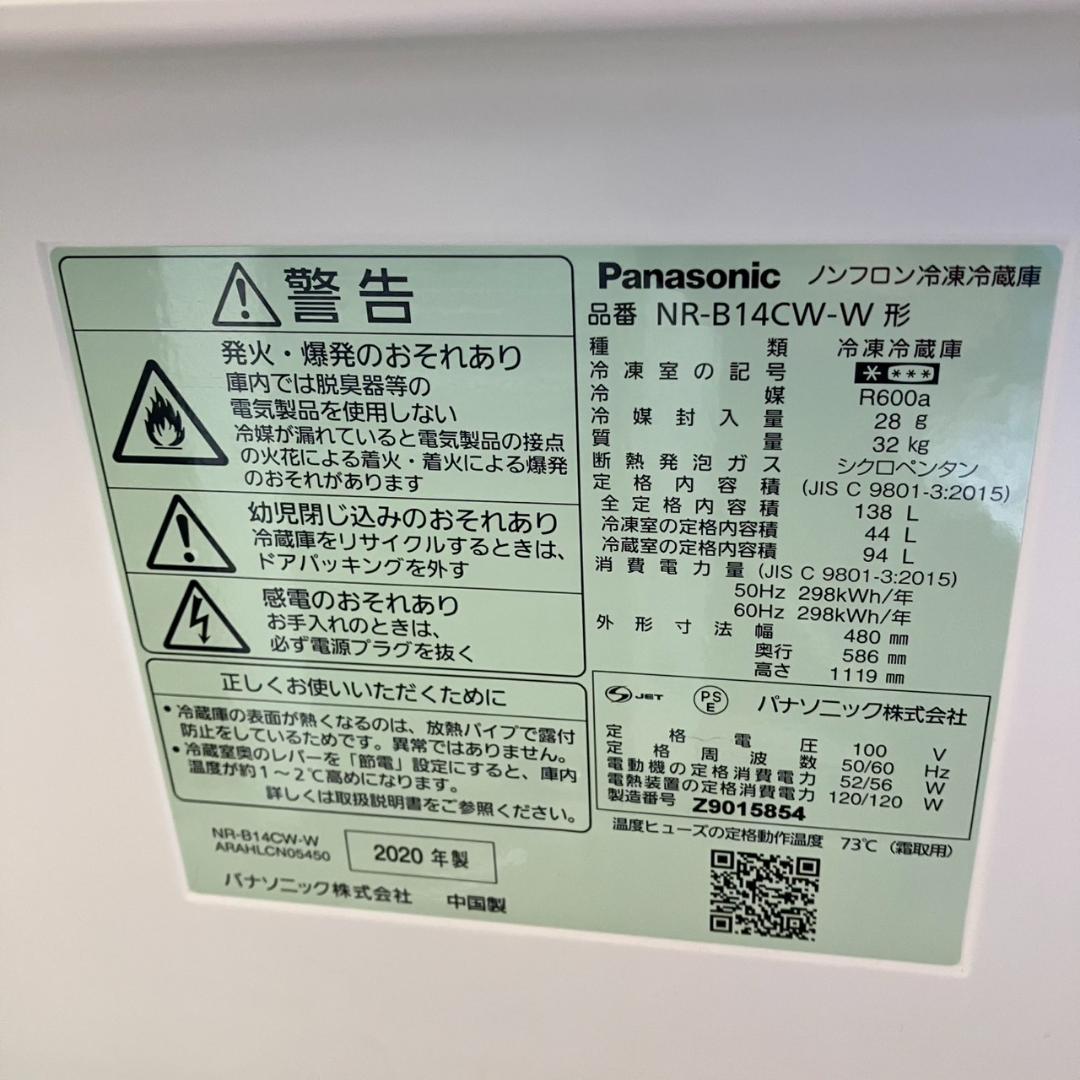 警告
発火・爆発のおそれあり
庫内では脱臭器等の
電気製品を使用しない
冷媒が漏れていると電気製品の接点
の火花による着火・着火による爆発
のおそれがあります
幼児閉じ込みのおそれあり
冷蔵庫をリサイクルするときは、
ドアパッキングを外す
感電のおそれあり
お手入れのときは、
必ず電源プラグを抜く
正しくお使いいただくために
・冷蔵庫の表面が熱くなるのは、放熱パイプで露付
防止をしているためです。異常ではありません。
・冷蔵室奥のレバーを「節電」設定にすると、庫内
温度が約1～2℃高めになります。
詳しくは取扱説明書をご参照ください。
NR-B14CW-W
ARAHLCN05450
2020年製
パナソニック株式会社 中国製
Panasonic ノンフロン冷凍冷蔵庫
品番 NR-B14CW-W 形
種類 冷凍冷蔵庫
冷凍室の記号 * ***
冷媒 R600a
冷媒封入量 28 g
質量 32 kg
断熱発泡ガス シクロペンタン
定格内容積 (JIS C 9801-3:2015)
全定格内容積 138 L
冷凍室の定格内容積 44 L
冷蔵室の定格内容積 94 L
消費電力量 (JIS C 9801-3:2015)
50Hz 298kWh/年
60Hz 298kWh/年
外形寸法 幅 480 mm
奥行 586 mm
高さ 1119 mm
JET PSE パナソニック株式会社
定格電圧 100 V
定格周波数 50/60 Hz
電動機の定格消費電力 52/56 W
電熱装置の定格消費電力 120/120 W
製造番号 Z9015854
温度ヒューズの定格動作温度 73℃ (霜取用)